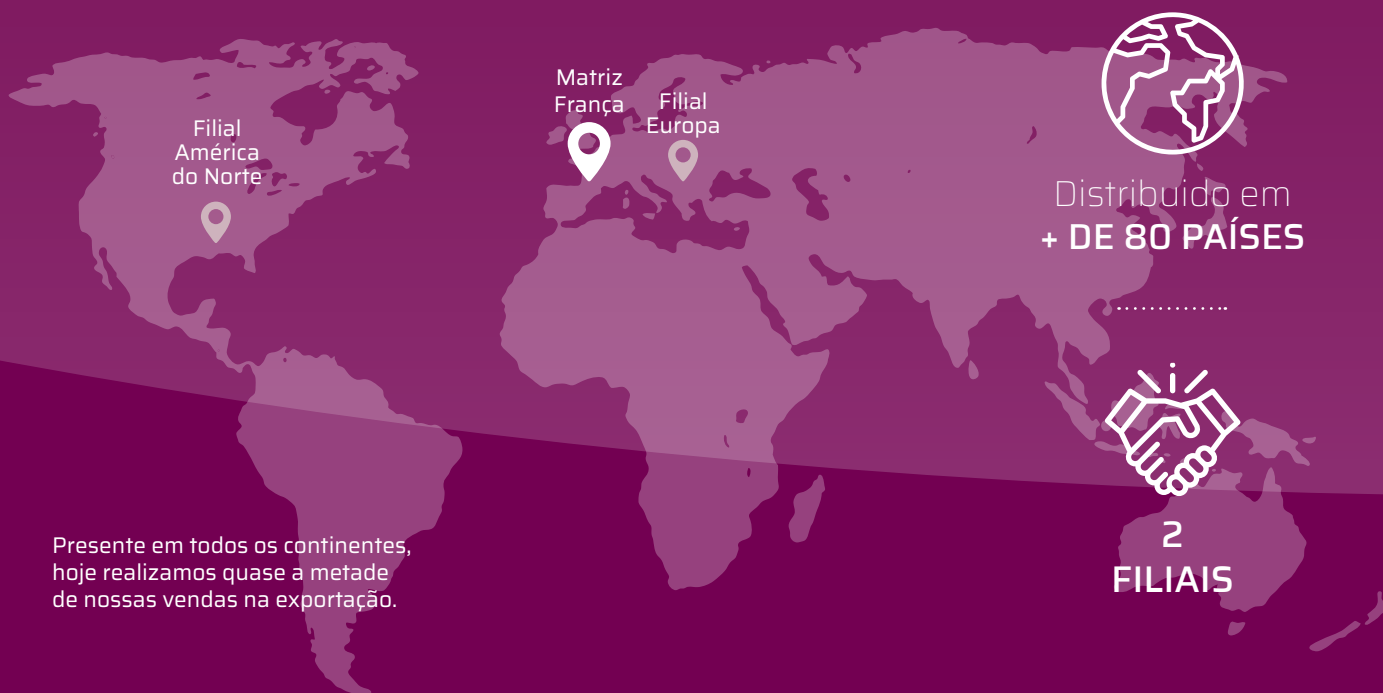 Matriz
França
Filial
Europa
Filial
América
do Norte
Distribuido em
+ DE 80 PAÍSES
2
FILIAIS
Presente em todos os continentes,
hoje realizamos quase a metade
de nossas vendas na exportação.